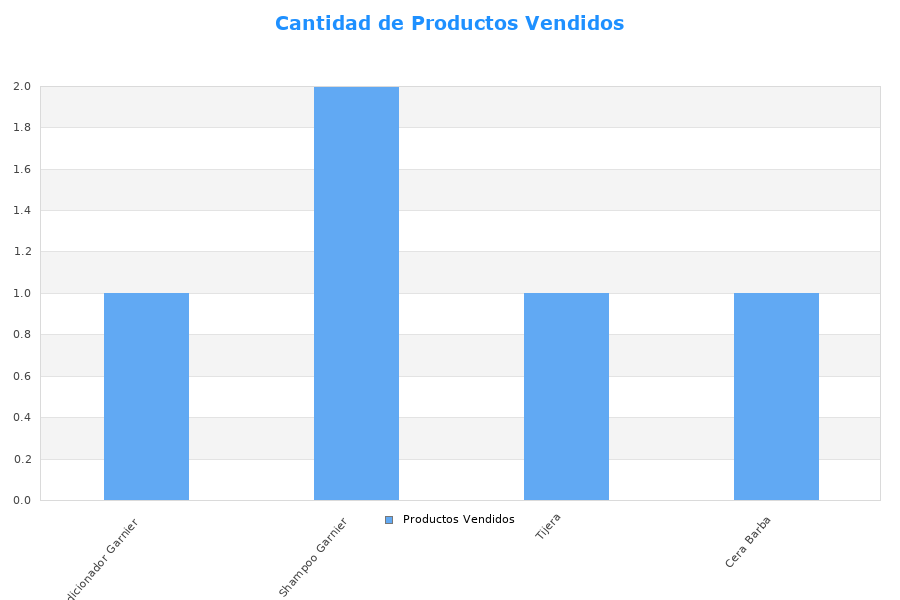 Cantidad de Productos Vendidos
2.0
1.8
1.6
1.4
1.2
1.0
0.8
0.6
0.4
0.2
0.0
Garnier
Shampoo Garnier
Tijera
Cera Barba
Productos Vendidos